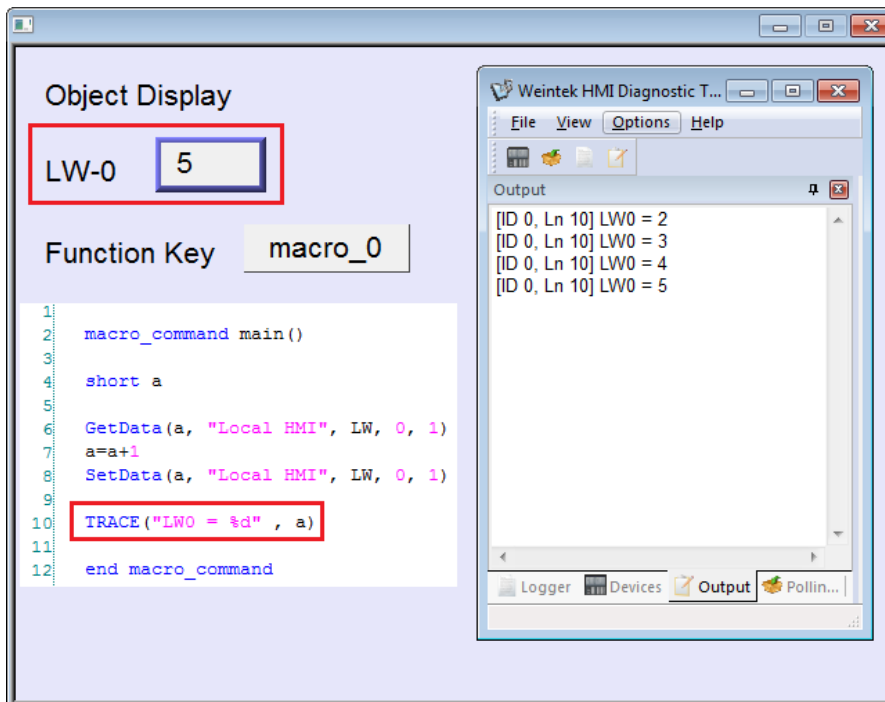 Object Display
LW-0 5
Function Key macro_0
1
2 macro_command main()
3
4 short a
5
6 GetData(a, "Local HMI", LW, 0, 1)
7 a=a+1
8 SetData(a, "Local HMI", LW, 0, 1)
9
10 TRACE("LW0 = %d" , a)
11
12 end macro_command
Weintek HMI Diagnostic T...
File View Options Help
Output
[ID 0, Ln 10] LW0 = 2
[ID 0, Ln 10] LW0 = 3
[ID 0, Ln 10] LW0 = 4
[ID 0, Ln 10] LW0 = 5
Logger Devices Output Pollin...